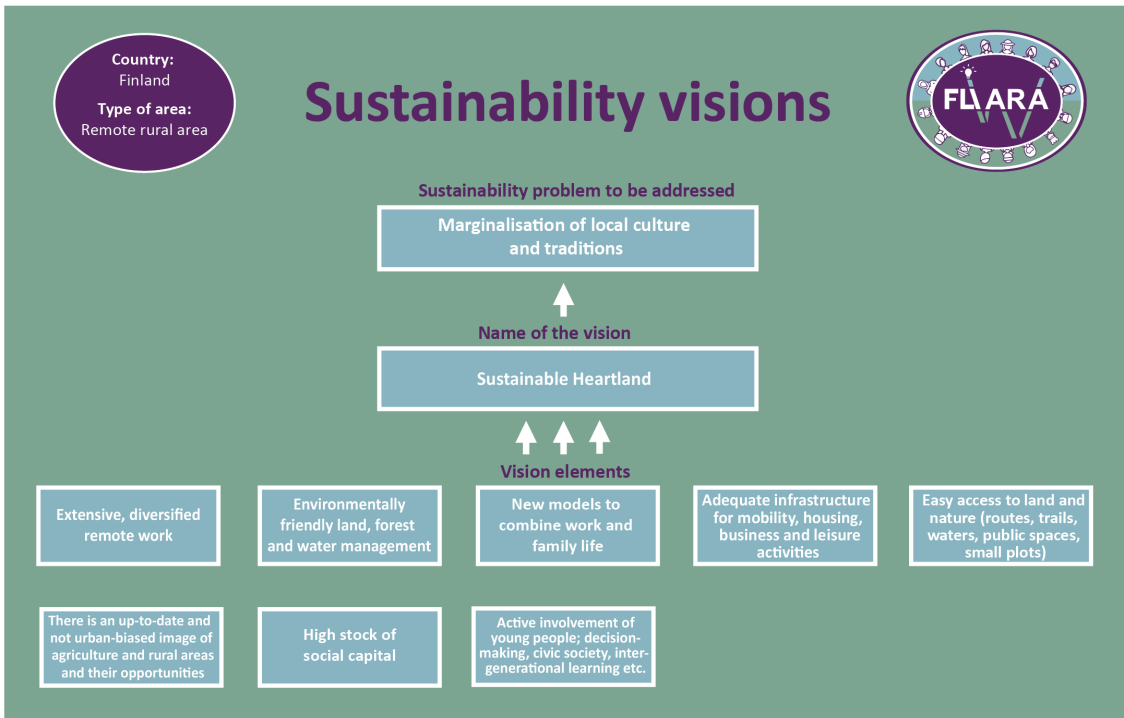 Country:
Finland
Type of area:
Remote rural area
Sustainability visions
FLIARA
Sustainability problem to be addressed
Marginalisation of local culture
and traditions
Name of the vision
Sustainable Heartland
Vision elements
Extensive, diversified
remote work
Environmentally
friendly land, forest
and water management
New models to
combine work and
family life
Adequate infrastructure
for mobility, housing,
business and leisure
activities
Easy access to land and
nature (routes, trails,
waters, public spaces,
small plots)
There is an up-to-date and
not urban-biased image of
agriculture and rural areas
and their opportunities
High stock of
social capital
Active involvement of
young people; decision-
making, civic society, inter-
generational learning etc.